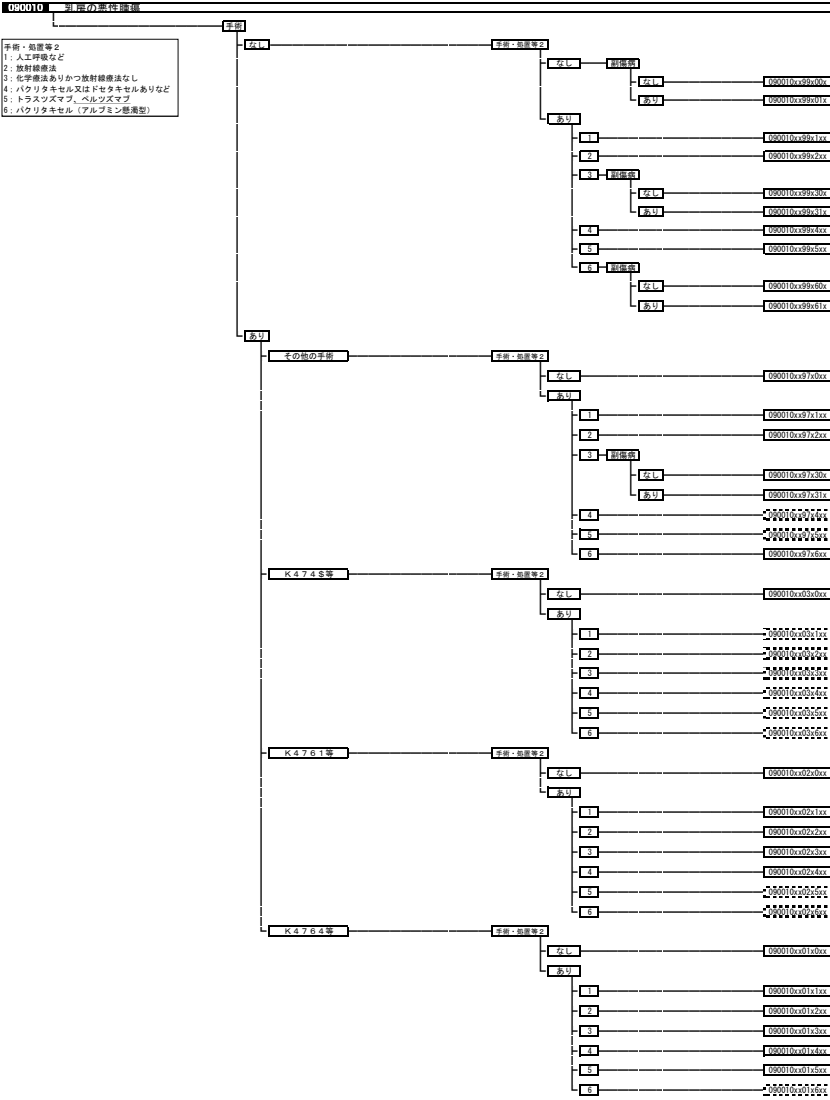 090010 乳房の悪性腫瘍
手術
手術・処置等２
１；人工呼吸など
２；放射線療法
３；化学療法ありかつ放射線療法なし
４；パクリタキセル又はドセタキセルありなど
５；トラスツズマブ、ペルツズマブ
６；パクリタキセル（アルブミン懸濁型）
なし 手術・処置等２
なし 副傷病
なし 090010xx99x00x
あり 090010xx99x01x
あり
1 090010xx99x1xx
2 090010xx99x2xx
3 副傷病
なし 090010xx99x30x
あり 090010xx99x31x
4 090010xx99x4xx
5 090010xx99x5xx
6 副傷病
なし 090010xx99x60x
あり 090010xx99x61x
あり
その他の手術 手術・処置等２
なし 090010xx97x0xx
あり
1 090010xx97x1xx
2 090010xx97x2xx
3 副傷病
なし 090010xx97x30x
あり 090010xx97x31x
4 090010xx97x4xx
5 090010xx97x5xx
6 090010xx97x6xx
Ｋ４７４＄等 手術・処置等２
なし 090010xx03x0xx
あり
1 090010xx03x1xx
2 090010xx03x2xx
3 090010xx03x3xx
4 090010xx03x4xx
5 090010xx03x5xx
6 090010xx03x6xx
Ｋ４７６１等 手術・処置等２
なし 090010xx02x0xx
あり
1 090010xx02x1xx
2 090010xx02x2xx
3 090010xx02x3xx
4 090010xx02x4xx
5 090010xx02x5xx
6 090010xx02x6xx
Ｋ４７６４等 手術・処置等２
なし 090010xx01x0xx
あり
1 090010xx01x1xx
2 090010xx01x2xx
3 090010xx01x3xx
4 090010xx01x4xx
5 090010xx01x5xx
6 090010xx01x6xx